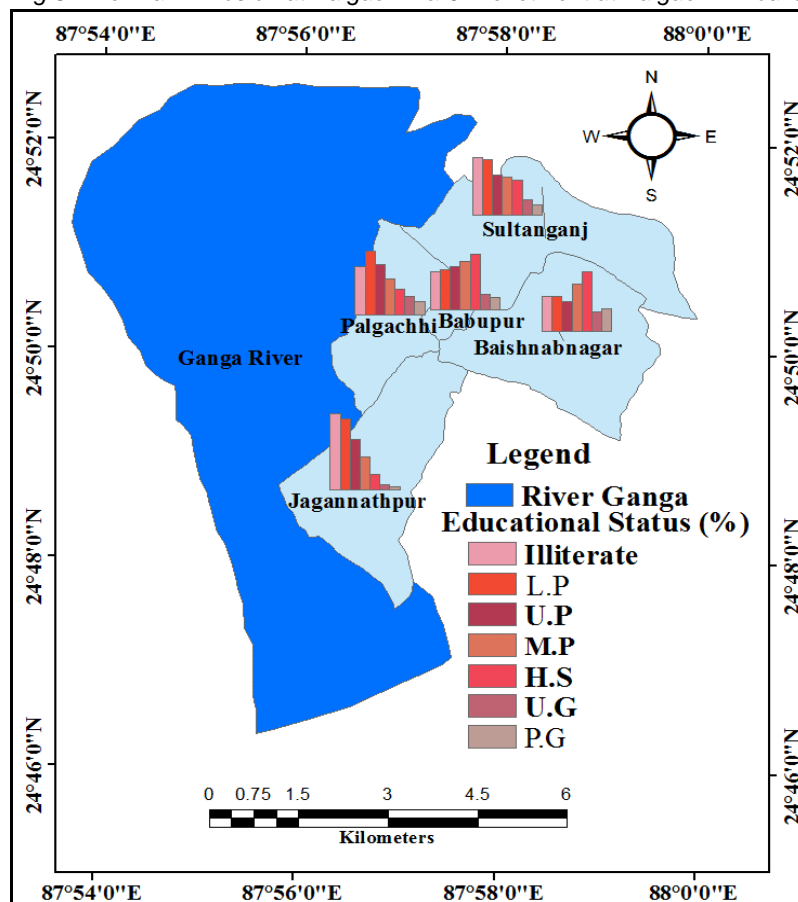 87°54'0"E 87°56'0"E 87°58'0"E 88°0'0"E
24°52'0"N
24°50'0"N
24°48'0"N
24°46'0"N
N
W E
S
Sultanganj
Palgachhi
Babupur
Baishnabnagar
Ganga River
Jagannathpur
Legend
River Ganga
Educational Status (%)
Illiterate
L.P
U.P
M.P
H.S
U.G
P.G
0 0.75 1.5 3 4.5 6
Kilometers
24°52'0"N
24°50'0"N
24°48'0"N
24°46'0"N
87°54'0"E 87°56'0"E 87°58'0"E 88°0'0"E